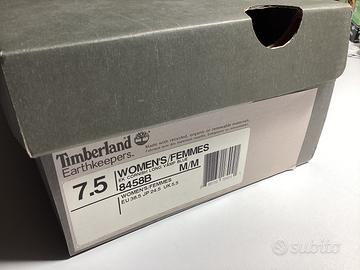 Timberland
Earthkeepers™
Made with recycled, organic or renewable materials.
7.5
WOMEN'S/FEMMES
8458B
M/M
WOMEN'S/FEMMES
EU 38.5 JP 24.5 UK 5.5
subito